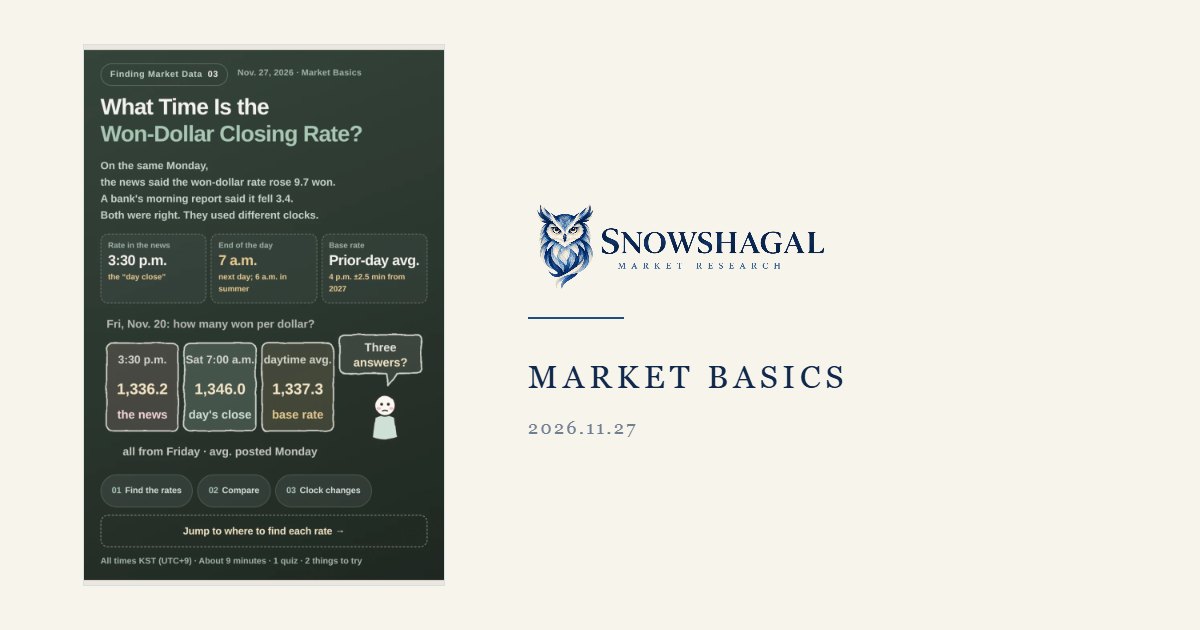 Finding Market Data 03
Nov. 27, 2026 · Market Basics
What Time Is the
Won-Dollar Closing Rate?
On the same Monday,
the news said the won-dollar rate rose 9.7 won.
A bank's morning report said it fell 3.4.
Both were right. They used different clocks.
Rate in the news
3:30 p.m.
the "day close"
End of the day
7 a.m.
next day; 6 a.m. in
summer
Base rate
Prior-day avg.
4 p.m. ±2.5 min from
2027
Fri, Nov. 20: how many won per dollar?
3:30 p.m.
1,336.2
the news
Sat 7:00 a.m.
1,346.0
day's close
daytime avg.
1,337.3
base rate
Three
answers?
all from Friday · avg. posted Monday
01 Find the rates
02 Compare
03 Clock changes
Jump to where to find each rate →
All times KST (UTC+9) · About 9 minutes · 1 quiz · 2 things to try
SNOWSHAGAL
MARKET RESEARCH
MARKET BASICS
2026.11.27